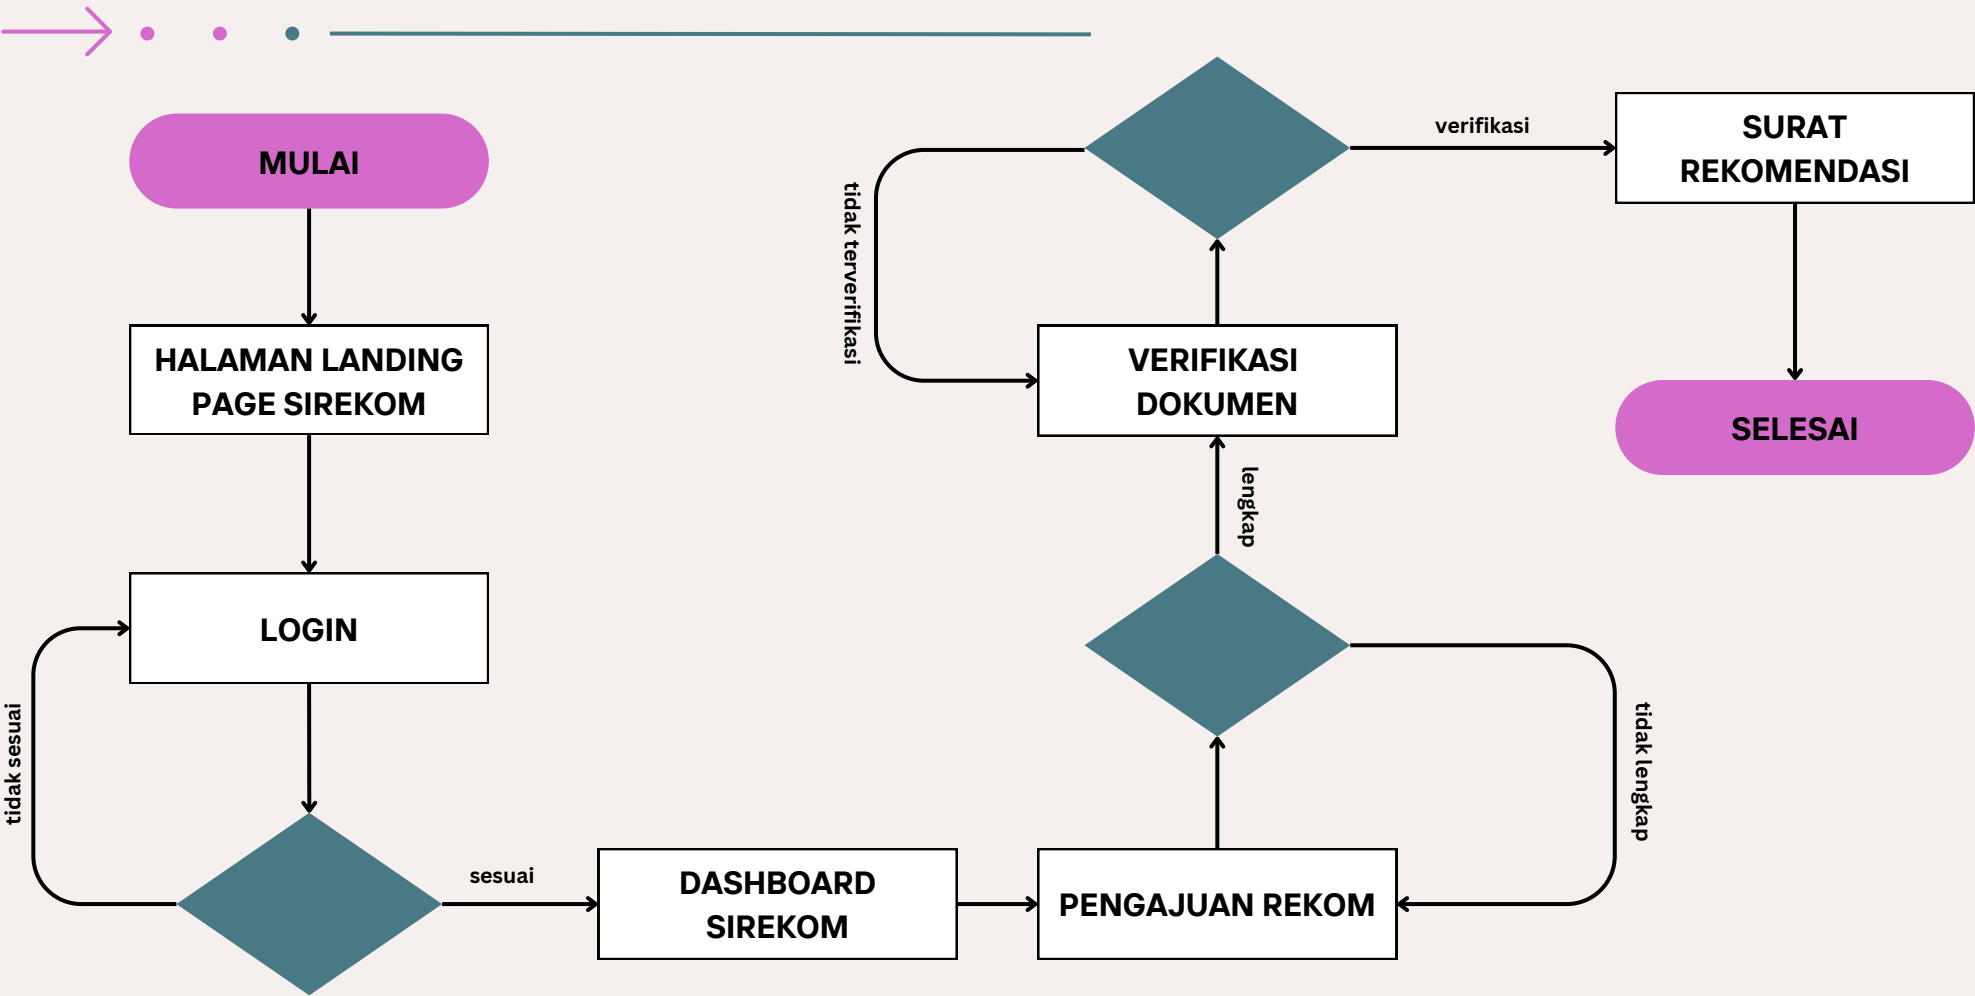 MULAI
HALAMAN LANDING
PAGE SIREKOM
LOGIN
tidak sesuai
sesuai
DASHBOARD
SIREKOM
PENGAJUAN REKOM
tidak lengkap
lengkap
VERIFIKASI
DOKUMEN
tidak terverifikasi
verifikasi
SURAT
REKOMENDASI
SELESAI